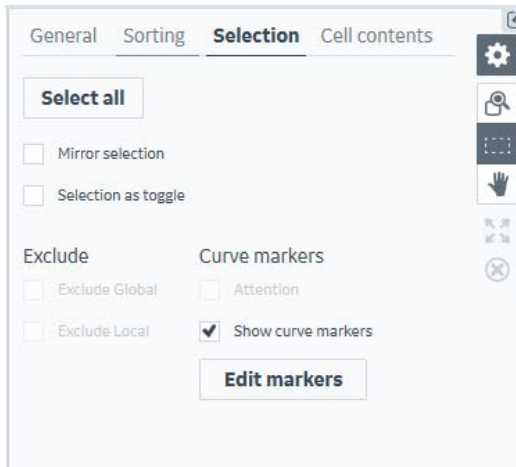 General Sorting Selection Cell contents
Select all
Mirror selection
Selection as toggle
Exclude Curve markers
Exclude Global Attention
Exclude Local Show curve markers
Edit markers